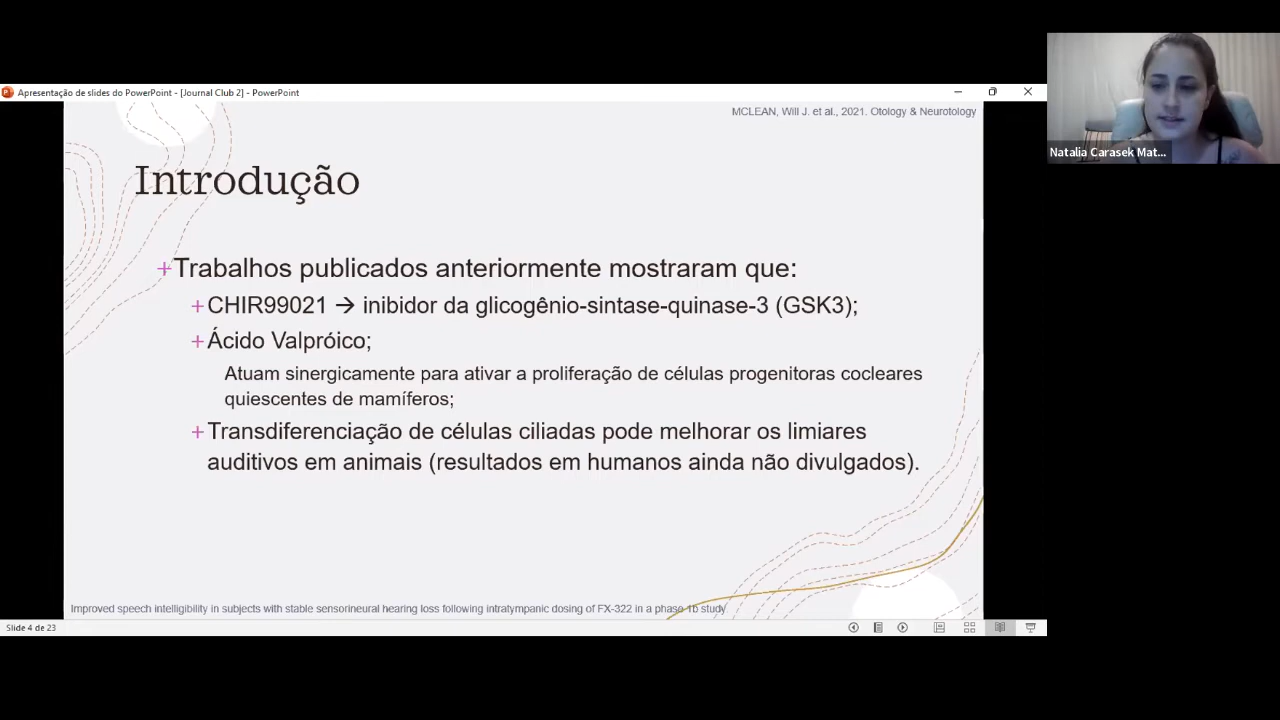 Apresentação de slides do PowerPoint - [Journal Club 2] - PowerPoint
MCLEAN, Will J. et al., 2021. Otology & Neurotology
Natalia Carasek Mat...
Introdução
+Trabalhos publicados anteriormente mostraram que:
+CHIR99021 → inibidor da glicogênio-sintase-quinase-3 (GSK3);
+Ácido Valpróico;
Atuam sinergicamente para ativar a proliferação de células progenitoras cocleares
quiescentes de mamíferos;
+Transdiferenciação de células ciliadas pode melhorar os limiares
auditivos em animais (resultados em humanos ainda não divulgados).
Improved speech intelligibility in subjects with stable sensorineural hearing loss following intratympanic dosing of FX-322 in a phase 1b study
Slide 4 de 23